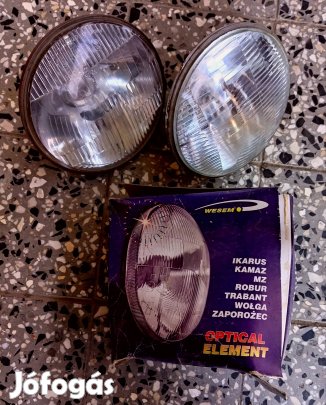 WESEM
IKARUS
KAMAZ
MZ
ROBUR
TRABANT
WOŁGA
ZAPOROŻEC
OPTICAL
ELEMENT
Jófogás